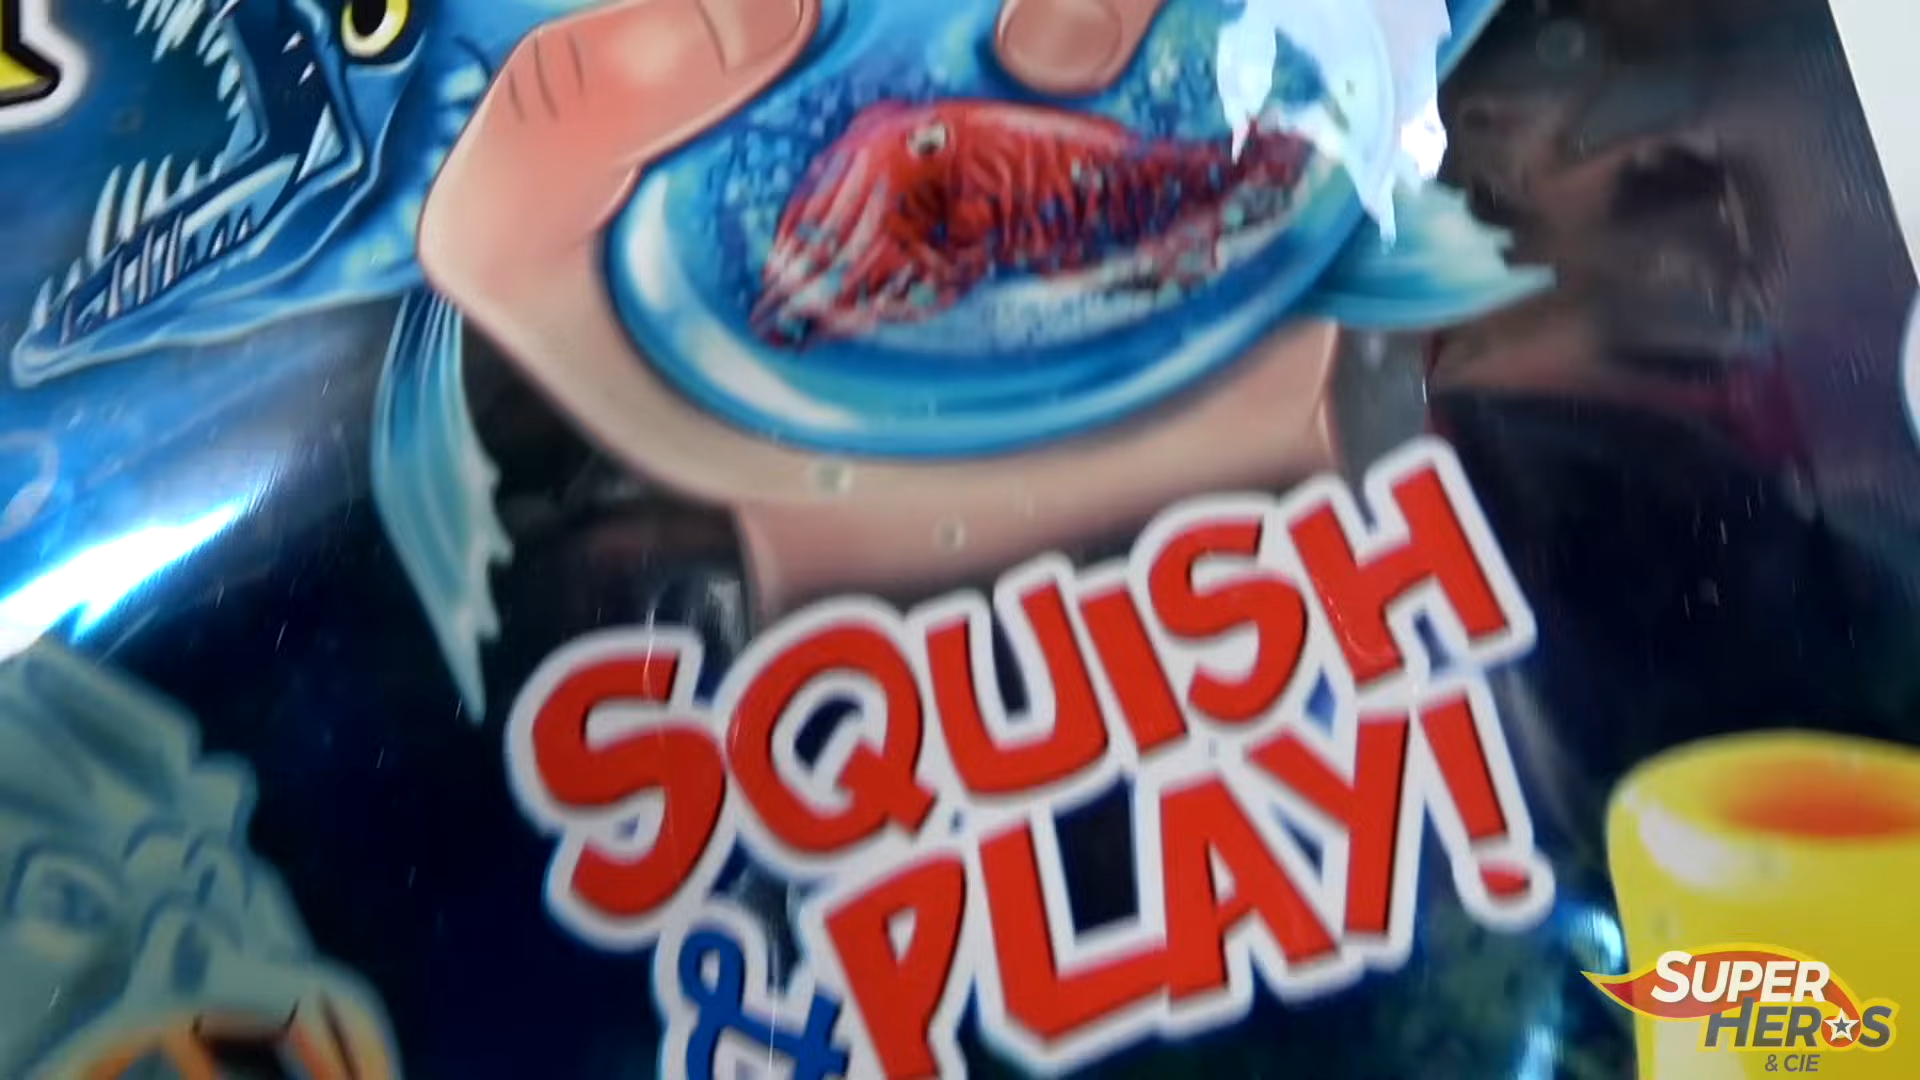 SQUISH
& PLAY!
SUPER
HEROS
& CIE